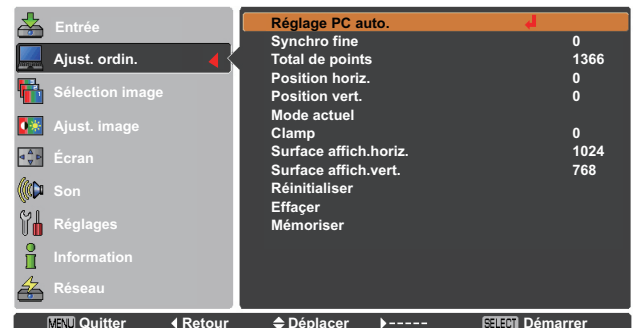 Entrée
Ajust. ordin.
Sélection image
Ajust. image
Écran
Son
Réglages
Information
Réseau
Réglage PC auto.
Synchro fine 0
Total de points 1366
Position horiz. 0
Position vert. 0
Mode actuel
Clamp 0
Surface affich.horiz. 1024
Surface affich.vert. 768
Réinitialiser
Effaçer
Mémoriser
MENU Quitter Retour Déplacer ----- SELECT Démarrer